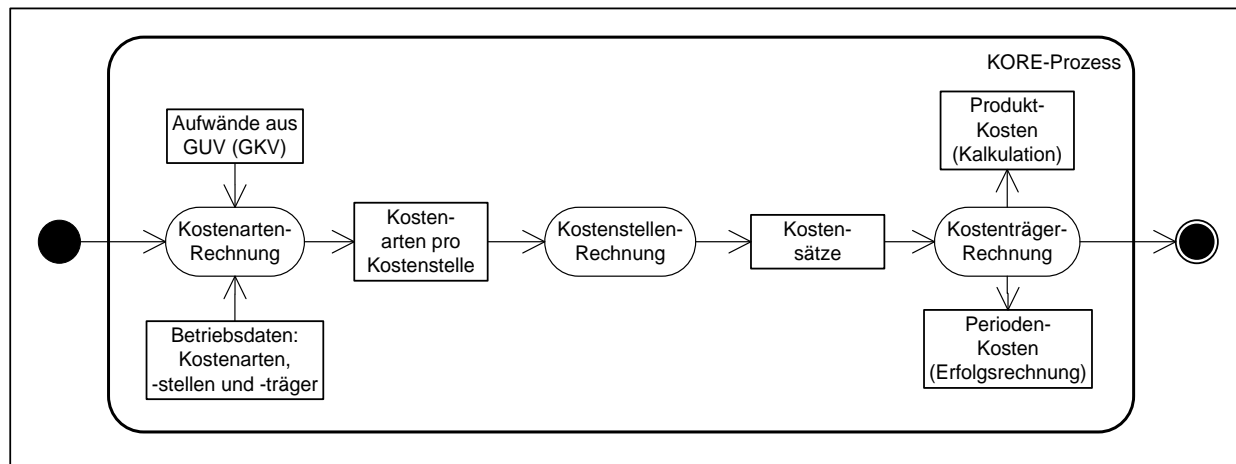 KORE-Prozess
Aufwände aus
GUV (GKV)
Kostenarten-
Rechnung
Betriebsdaten:
Kostenarten,
-stellen und -träger
Kosten-
arten pro
Kostenstelle
Kostenstellen-
Rechnung
Kosten-
sätze
Produkt-
Kosten
(Kalkulation)
Kostenträger-
Rechnung
Perioden-
Kosten
(Erfolgsrechnung)